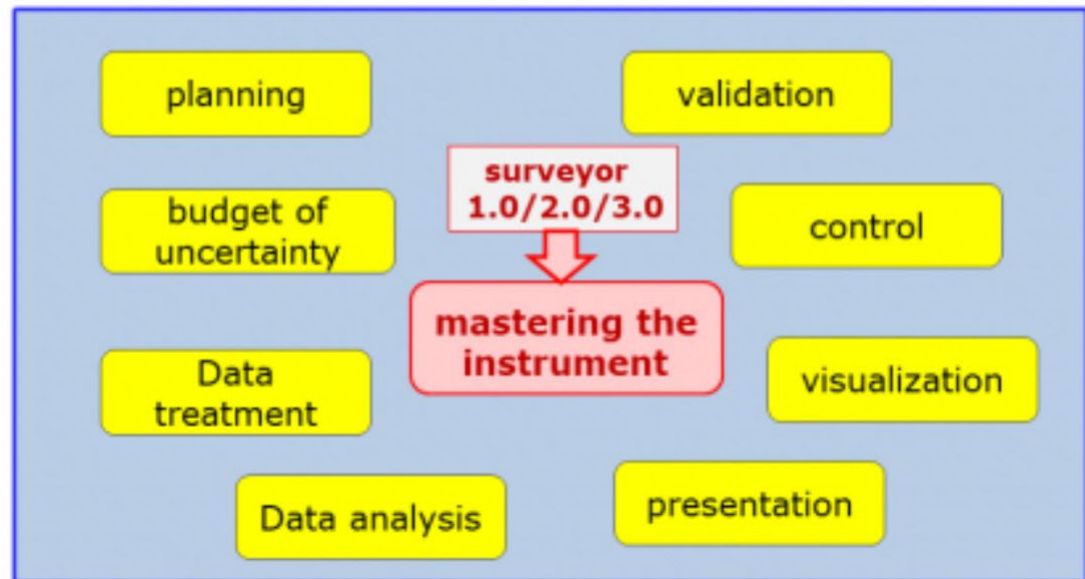 planning
validation
surveyor
1.0/2.0/3.0
budget of
uncertainty
control
mastering the
instrument
Data
treatment
visualization
Data analysis
presentation